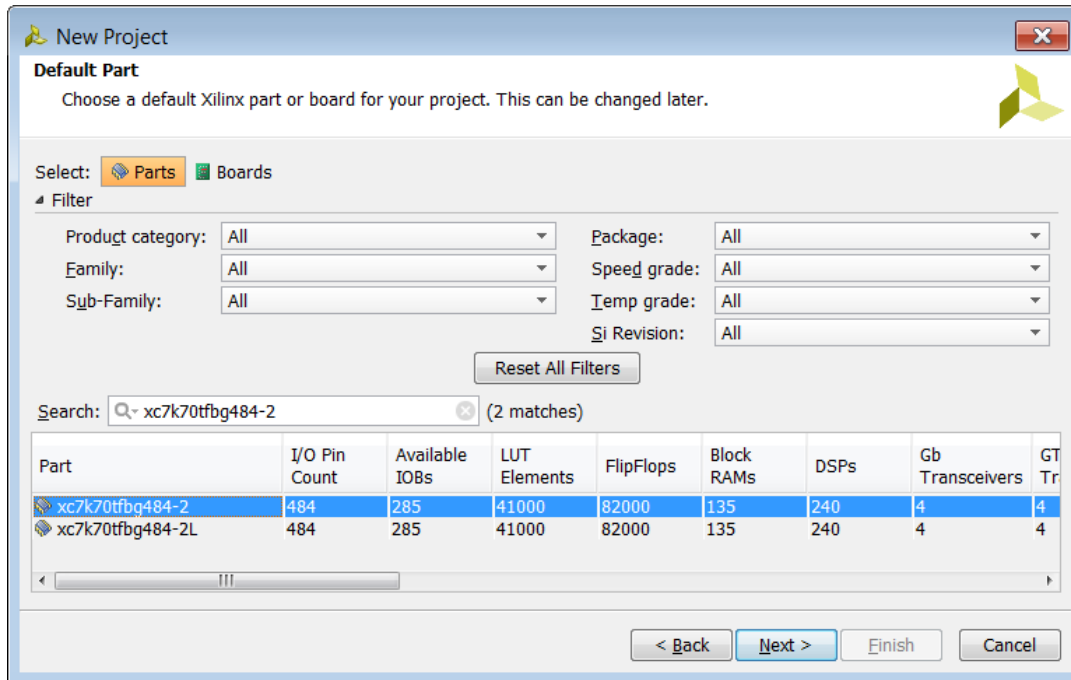 New Project
Default Part
Choose a default Xilinx part or board for your project. This can be changed later.
Select: Parts Boards
Filter
Product category: All Package: All
Family: All Speed grade: All
Sub-Family: All Temp grade: All
Si Revision: All
Reset All Filters
Search: xc7k70tfbg484-2 (2 matches)
Part I/O Pin Count Available IOBs LUT Elements FlipFlops Block RAMs DSPs Gb Transceivers GT Tr
xc7k70tfbg484-2 484 285 41000 82000 135 240 4 4
xc7k70tfbg484-2L 484 285 41000 82000 135 240 4 4
< Back Next > Finish Cancel